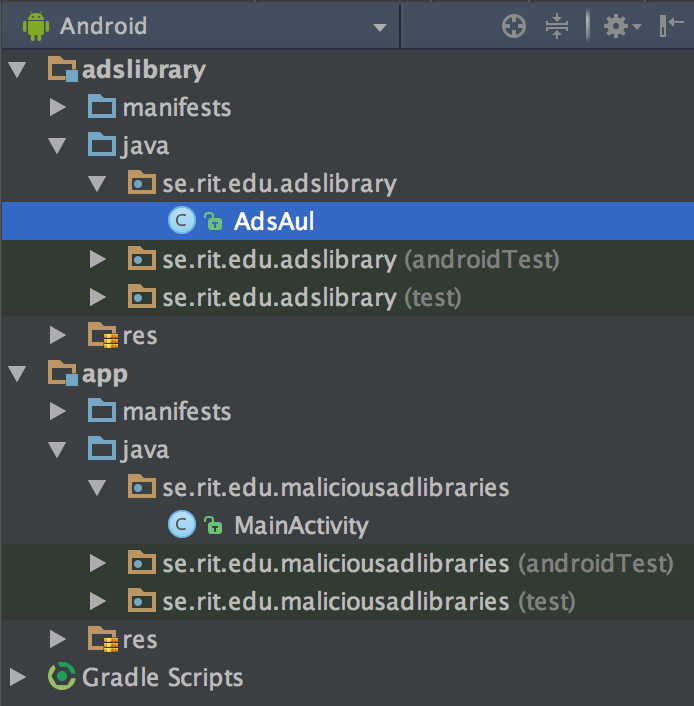 Android
adslibrary
manifests
java
se.rit.edu.adslibrary
C AdsAul
se.rit.edu.adslibrary (androidTest)
se.rit.edu.adslibrary (test)
res
app
manifests
java
se.rit.edu.maliciousadlibraries
C MainActivity
se.rit.edu.maliciousadlibraries (androidTest)
se.rit.edu.maliciousadlibraries (test)
res
Gradle Scripts